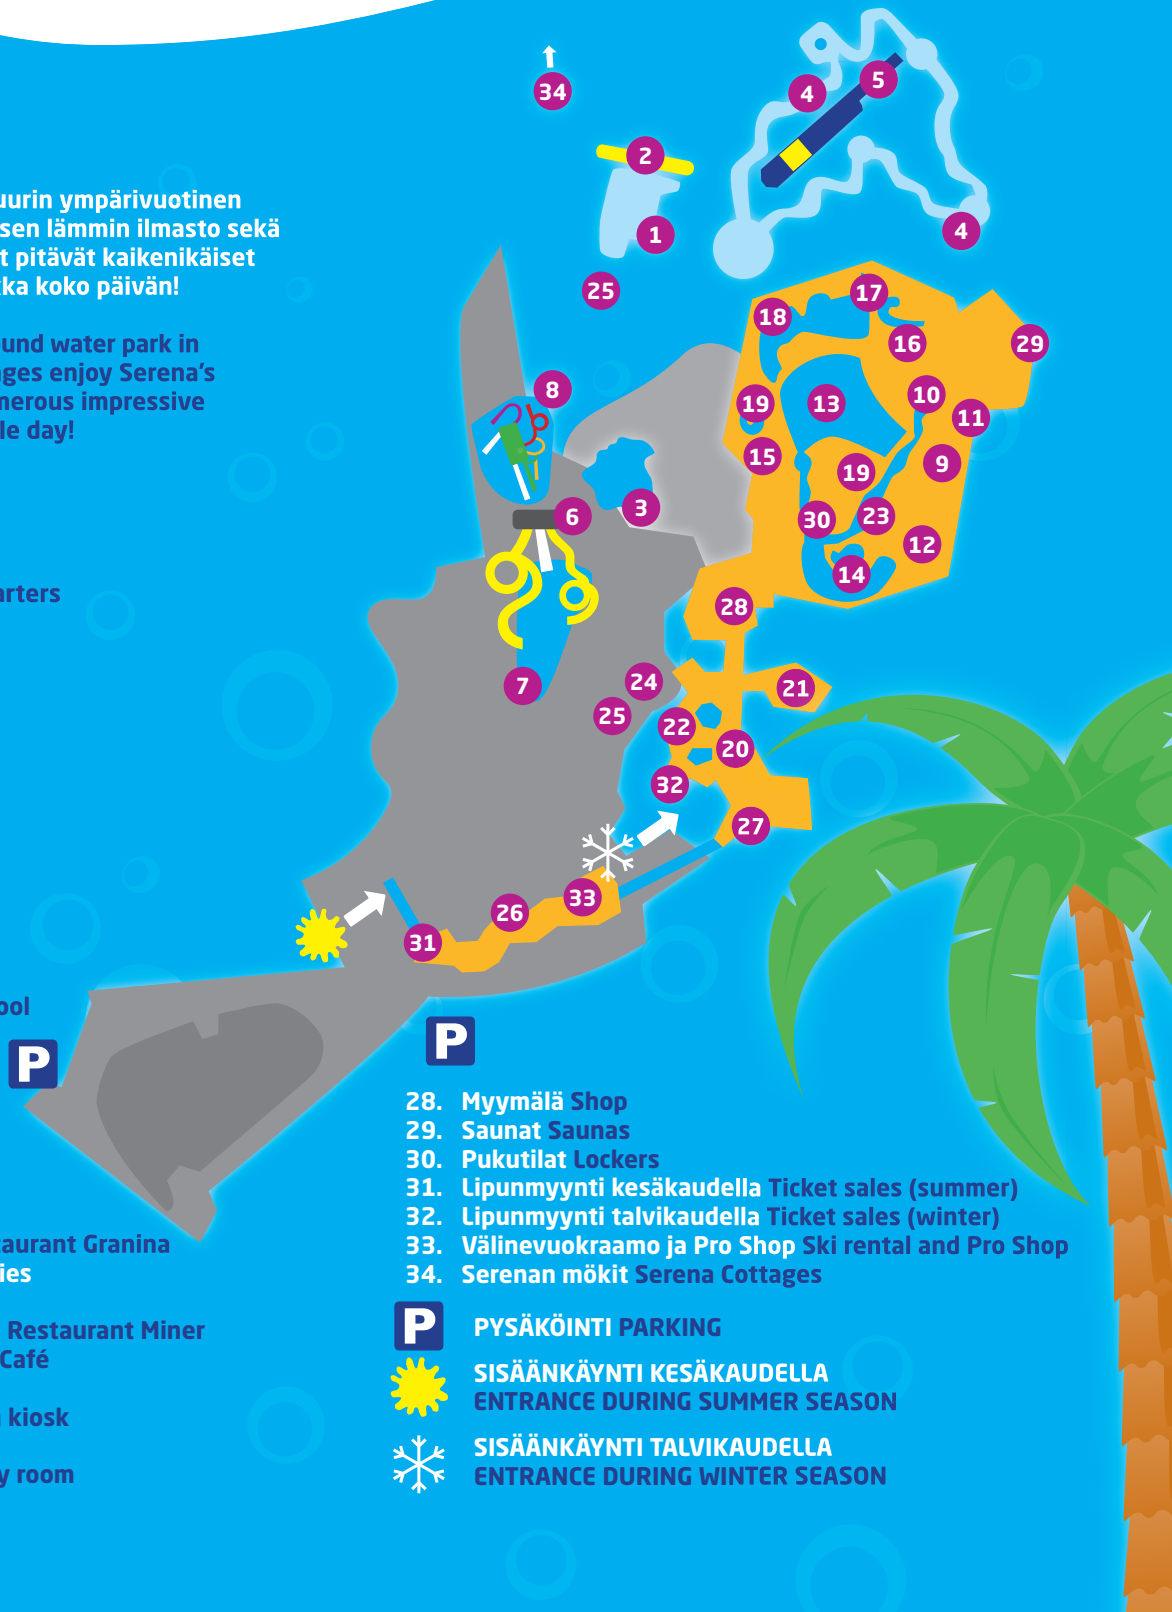 34
5
4
2
1
4
uurin ympärivuotinen
sen lämmin ilmasto sekä
t pitävät kaikenikäiset
kka koko päivän!
25
17
18
16
29
und water park in
ages enjoy Serena's
merous impressive
le day!
8
10
19
13
11
15
9
19
3
6
30
23
12
14
arters
28
24
21
7
25
22
20
32
27
33
26
31
ool
P
P
28. Myymälä Shop
29. Saunat Saunas
30. Pukutilat Lockers
31. Lipunmyynti kesäkaudella Ticket sales (summer)
32. Lipunmyynti talvikaudella Ticket sales (winter)
33. Välinevuokraamo ja Pro Shop Ski rental and Pro Shop
34. Serenan mökit Serena Cottages
taurant Granina
ies
Restaurant Miner
Café
kiosk
y room
P PYSÄKÖINTI PARKING
SISÄÄNKÄYNTI KESÄKAUDELLA
ENTRANCE DURING SUMMER SEASON
SISÄÄNKÄYNTI TALVIKAUDELLA
ENTRANCE DURING WINTER SEASON